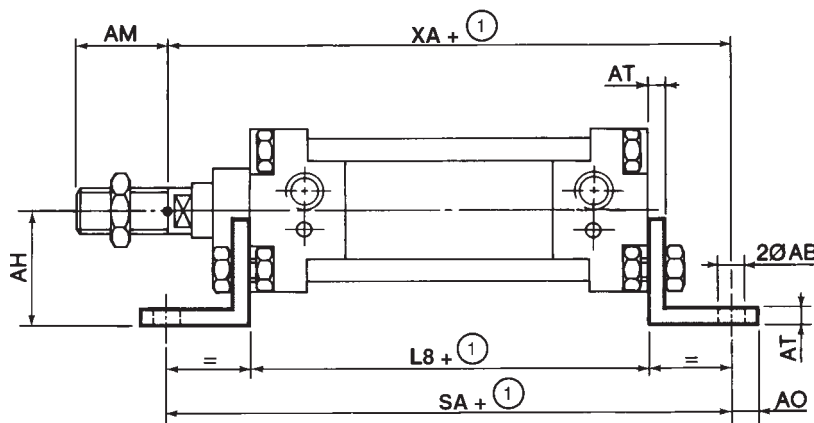 AM
XA + ①
AT
AH
2ØAB
=
L8 + ①
=
AT
SA + ①
AO